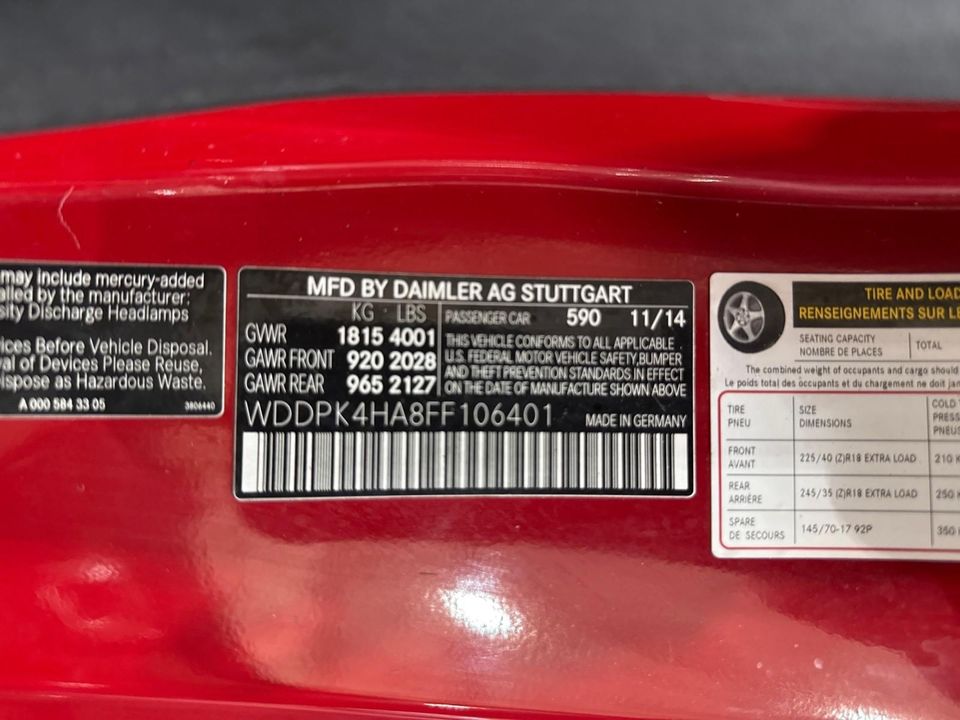 may include mercury-added
alled by the manufacturer:
sity Discharge Headlamps
ices Before Vehicle Disposal.
val of Devices Please Reuse,
ispose as Hazardous Waste.
A 000 584 33 05 3806440
MFD BY DAIMLER AG STUTTGART
KG LBS
GVWR 1815 4001
GAWR FRONT 920 2028
GAWR REAR 965 2127
PASSENGER CAR 590 11/14
THIS VEHICLE CONFORMS TO ALL APPLICABLE
U.S. FEDERAL MOTOR VEHICLE SAFETY,BUMPER
AND THEFT PREVENTION STANDARDS IN EFFECT
ON THE DATE OF MANUFACTURE SHOWN ABOVE
WDDPK4HA8FF106401 MADE IN GERMANY
TIRE AND LOAD
RENSEIGNEMENTS SUR LE
SEATING CAPACITY
NOMBRE DE PLACES
TOTAL
The combined weight of occupants and cargo should
Le poids total des occupants et du chargement ne doit jam
TIRE
PNEU
SIZE
DIMENSIONS
COLD
PRESS
PNEUS
FRONT
AVANT
225/40 (Z)R18 EXTRA LOAD 210 K
REAR
ARRIÈRE
245/35 (Z)R18 EXTRA LOAD 250 K
SPARE
DE SECOURS
145/70-17 92P 350